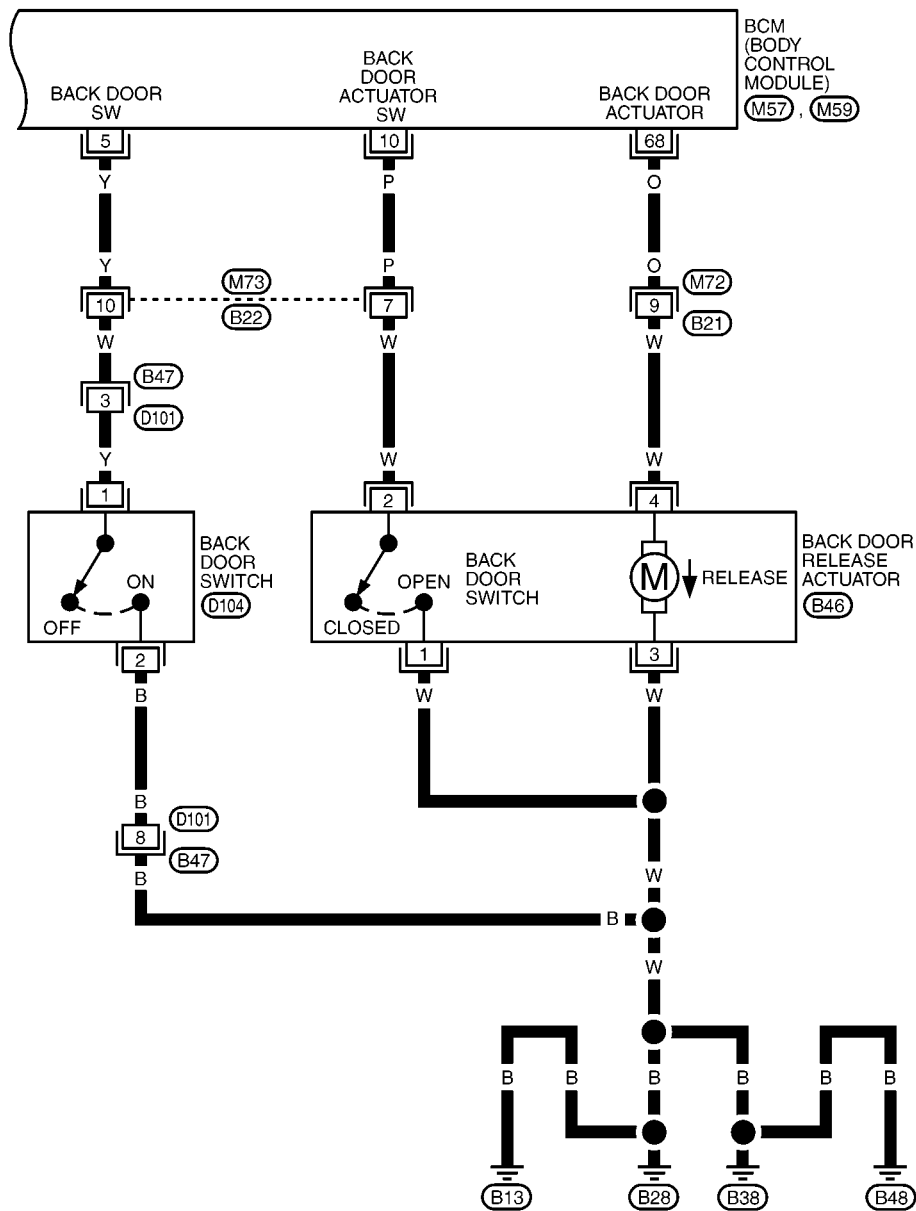 BCM
(BODY
CONTROL
MODULE)
M57 , M59
BACK DOOR
SW
BACK
DOOR
ACTUATOR
SW
BACK DOOR
ACTUATOR
5
10
68
Y
P
O
Y
P
O
M73
M72
10
7
9
B22
B21
W
W
W
B47
3
D101
Y
W
W
1
2
4
BACK
DOOR
SWITCH
D104
ON
OFF
BACK
DOOR
SWITCH
OPEN
CLOSED
M
RELEASE
BACK DOOR
RELEASE
ACTUATOR
B46
2
1
3
B
W
W
B
D101
8
B47
B
W
B
W
B
B
B
B
B
B
B13
B28
B38
B48